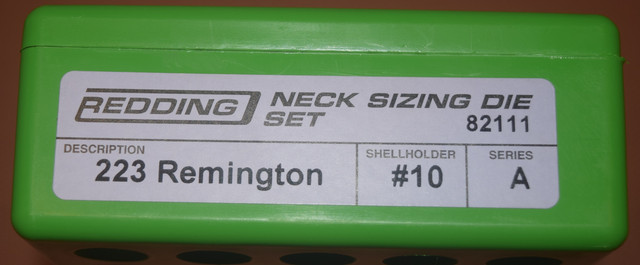 REDDING NECK SIZING DIE
SET 82111
DESCRIPTION SHELLHOLDER SERIES
223 Remington #10 A